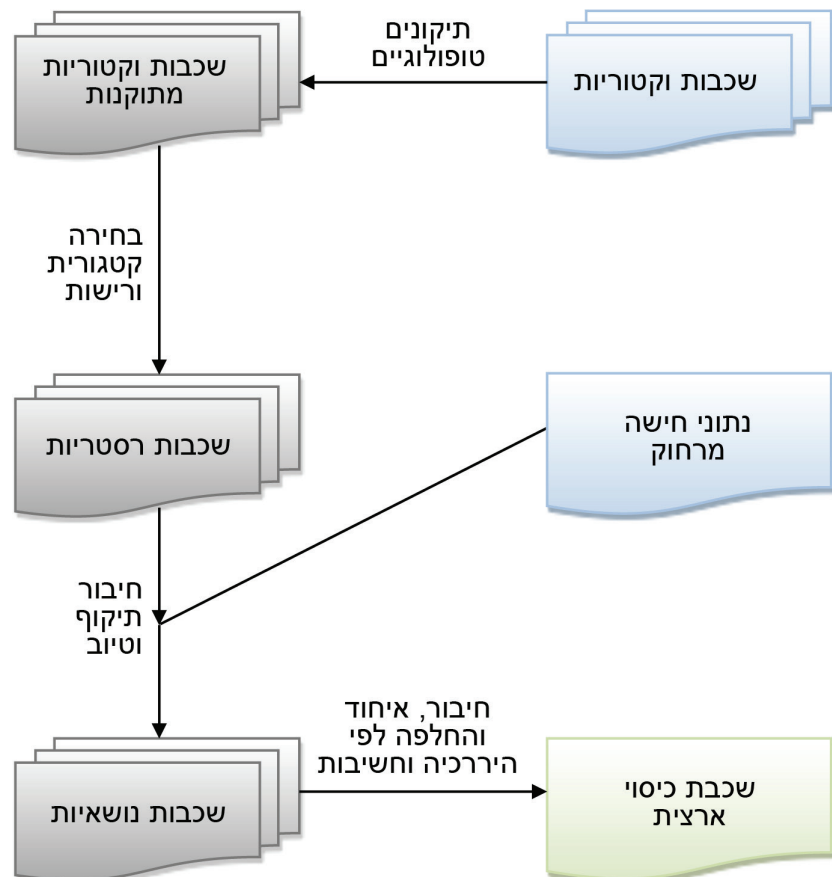 שכבות וקטוריות
תיקונים
טופולוגיים
שכבות וקטוריות
מתוקנות
בחירה
קטגורית
ורישות
שכבות רסטריות
נתוני חישה
מרחוק
חיבור
תיקוף
וטיוב
שכבות נושאיות
חיבור, איחוד
והחלפה לפי
היררכיה וחשיבות
שכבת כיסוי
ארצית